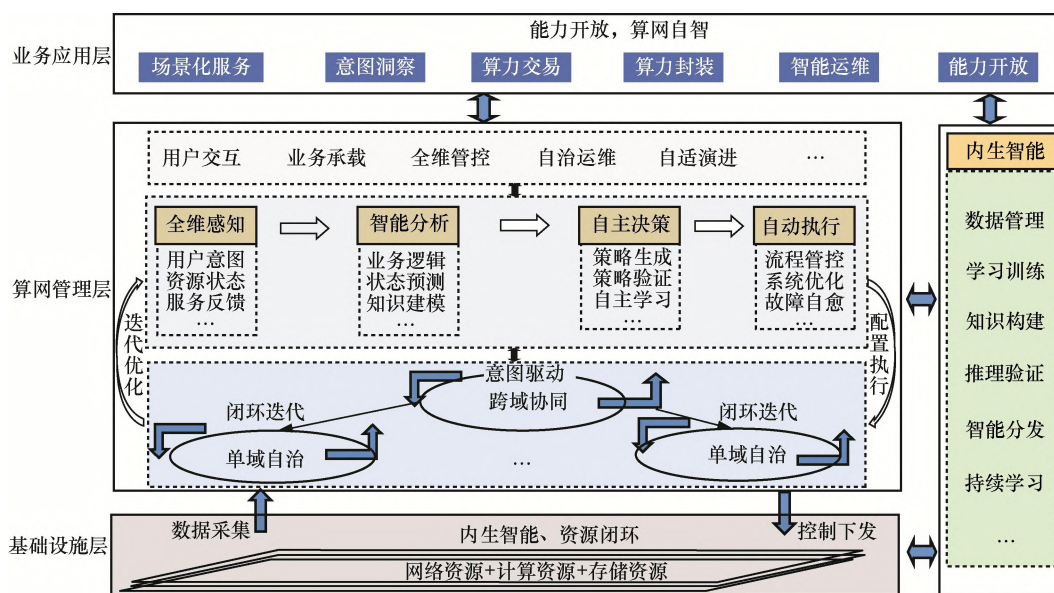 能力开放，算网自智
业务应用层
场景化服务 意图洞察 算力交易 算力封装 智能运维 能力开放
用户交互 业务承载 全维管控 自治运维 自适演进 …
内生智能
全维感知 智能分析 自主决策 自动执行
用户意图
资源状态
服务反馈
…
业务逻辑
状态预测
知识建模
…
策略生成
策略验证
自主学习
…
流程管控
系统优化
故障自愈
…
算网管理层
迭代优化
配置执行
意图驱动
跨域协同
闭环迭代
闭环迭代
单域自治
…
单域自治
数据管理
学习训练
知识构建
推理验证
智能分发
持续学习
…
数据采集
内生智能、资源闭环
控制下发
基础设施层
网络资源+计算资源+存储资源